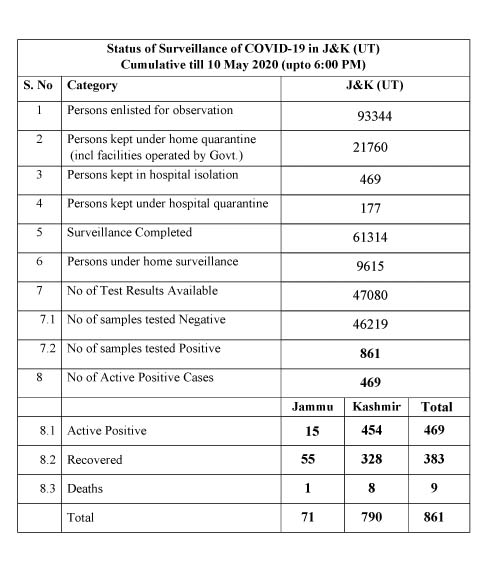 Status of Surveillance of COVID-19 in J&K (UT)
Cumulative till 10 May 2020 (upto 6:00 PM)
S. No Category J&K (UT)
1 Persons enlisted for observation 93344
2 Persons kept under home quarantine
(incl facilities operated by Govt.) 21760
3 Persons kept in hospital isolation 469
4 Persons kept under hospital quarantine 177
5 Surveillance Completed 61314
6 Persons under home surveillance 9615
7 No of Test Results Available 47080
7.1 No of samples tested Negative 46219
7.2 No of samples tested Positive 861
8 No of Active Positive Cases 469
Jammu Kashmir Total
8.1 Active Positive 15 454 469
8.2 Recovered 55 328 383
8.3 Deaths 1 8 9
Total 71 790 861